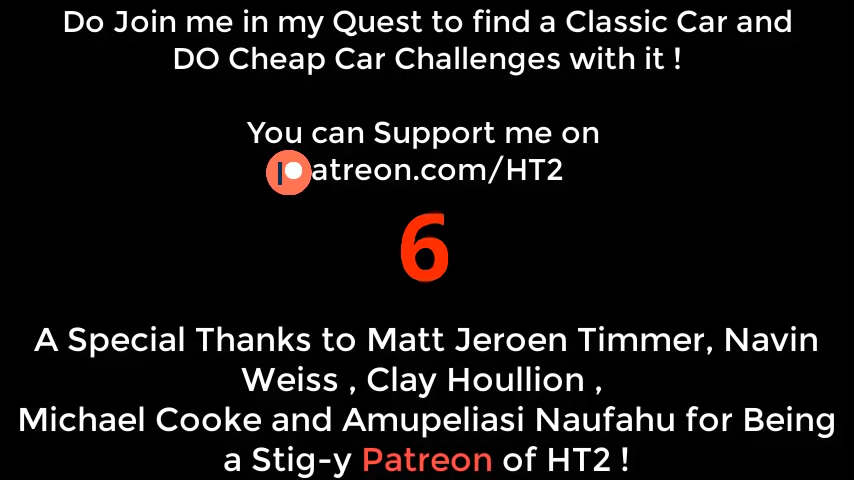 Do Join me in my Quest to find a Classic Car and
DO Cheap Car Challenges with it !
You can Support me on
Patreon.com/HT2
6
A Special Thanks to Matt Jeroen Timmer, Navin
Weiss , Clay Houllion ,
Michael Cooke and Amupeliasi Naufahu for Being
a Stig-y Patreon of HT2 !